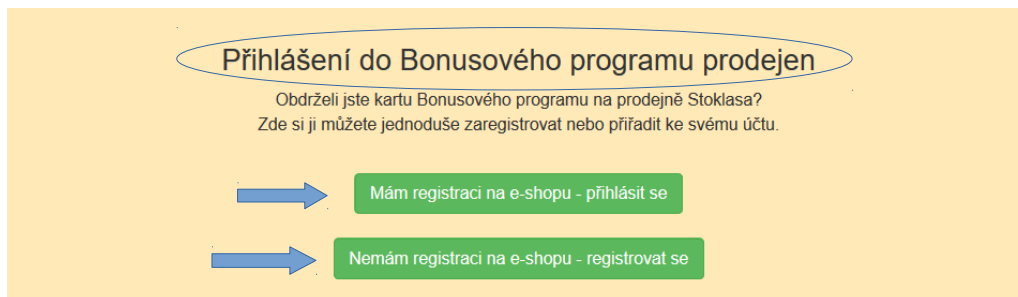 Přihlášení do Bonusového programu prodejen
Obdrželi jste kartu Bonusového programu na prodejně Stoklasa?
Zde si ji můžete jednoduše zaregistrovat nebo přiřadit ke svému účtu.
Mám registraci na e-shopu - přihlásit se
Nemám registraci na e-shopu - registrovat se